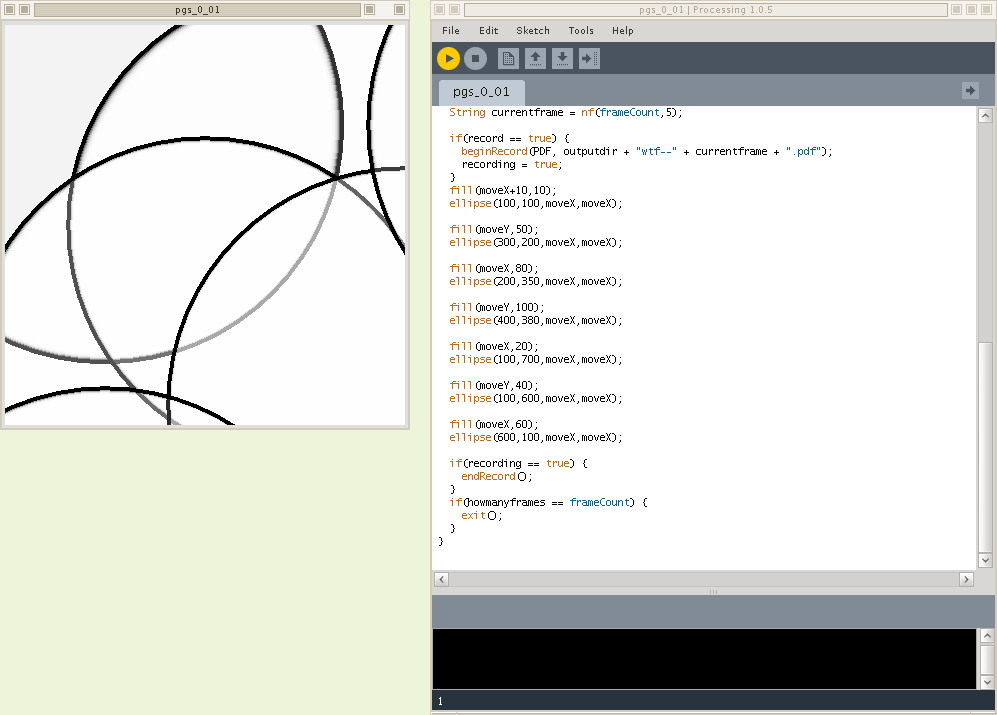 pgs_0_01
pgs_0_01 | Processing 1.0.5
File Edit Sketch Tools Help
pgs_0_01
String currentframe = nf(frameCount,5);
if(record == true) {
beginRecord(PDF, outputdir + "wtf--" + currentframe + ".pdf");
recording = true;
}
fill(moveX+10,10);
ellipse(100,100,moveX,moveX);
fill(moveY,50);
ellipse(300,200,moveX,moveX);
fill(moveX,80);
ellipse(200,350,moveX,moveX);
fill(moveY,100);
ellipse(400,380,moveX,moveX);
fill(moveX,20);
ellipse(100,700,moveX,moveX);
fill(moveY,40);
ellipse(100,600,moveX,moveX);
fill(moveX,60);
ellipse(600,100,moveX,moveX);
if(recording == true) {
endRecord();
}
if(howmanyframes == frameCount) {
exit();
}
}
1